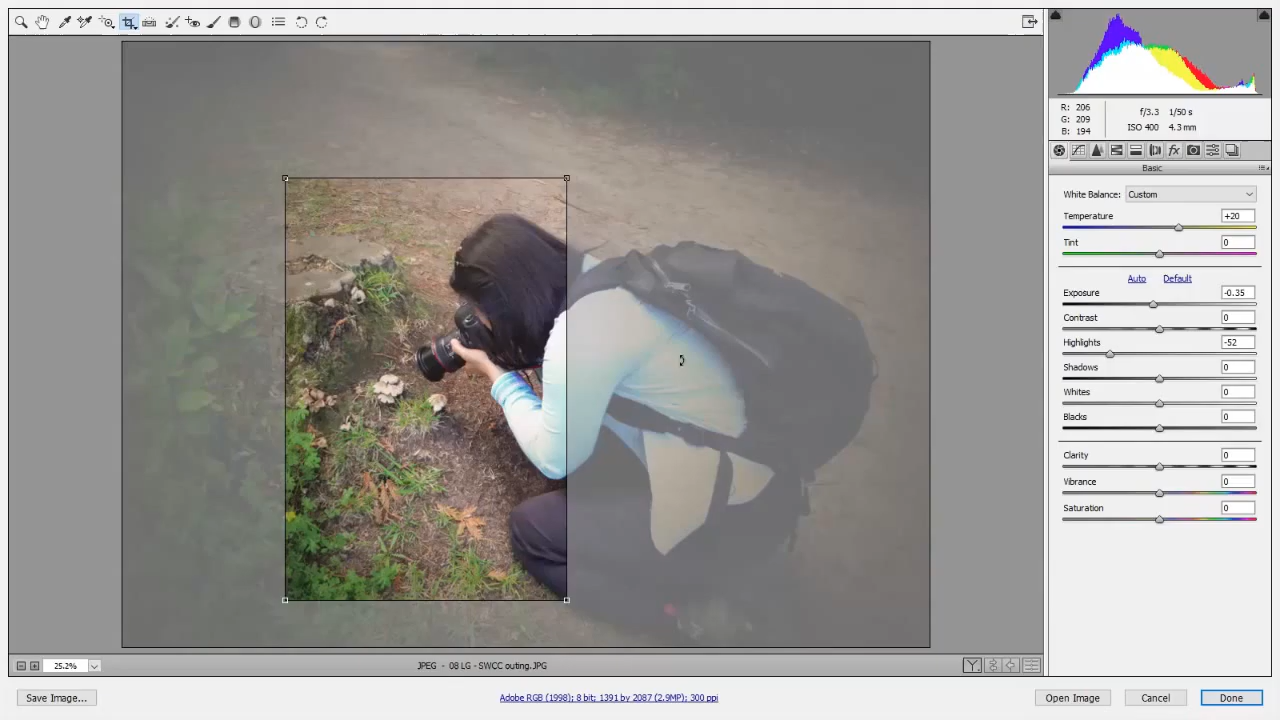 R: 206
G: 209
B: 194
f/3.3 1/50 s
ISO 400 4.3 mm
fx
Basic
White Balance: Custom
Temperature +20
Tint 0
Auto Default
Exposure -0.35
Contrast 0
Highlights -52
Shadows 0
Whites 0
Blacks 0
Clarity 0
Vibrance 0
Saturation 0
25.2% JPEG - 08 LG - SWCC outing.JPG
Y
Save Image... Adobe RGB (1998); 8 bit; 1391 by 2087 (2.9MP); 300 ppi Open Image Cancel Done